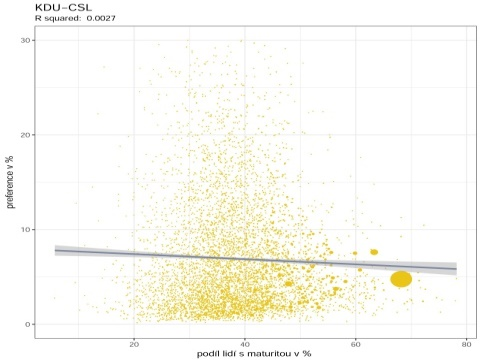 KDU−CSL
R squared: 0.0027
30
20
10
0
preference v %
20
40
60
80
podíl lidí s maturitou v %